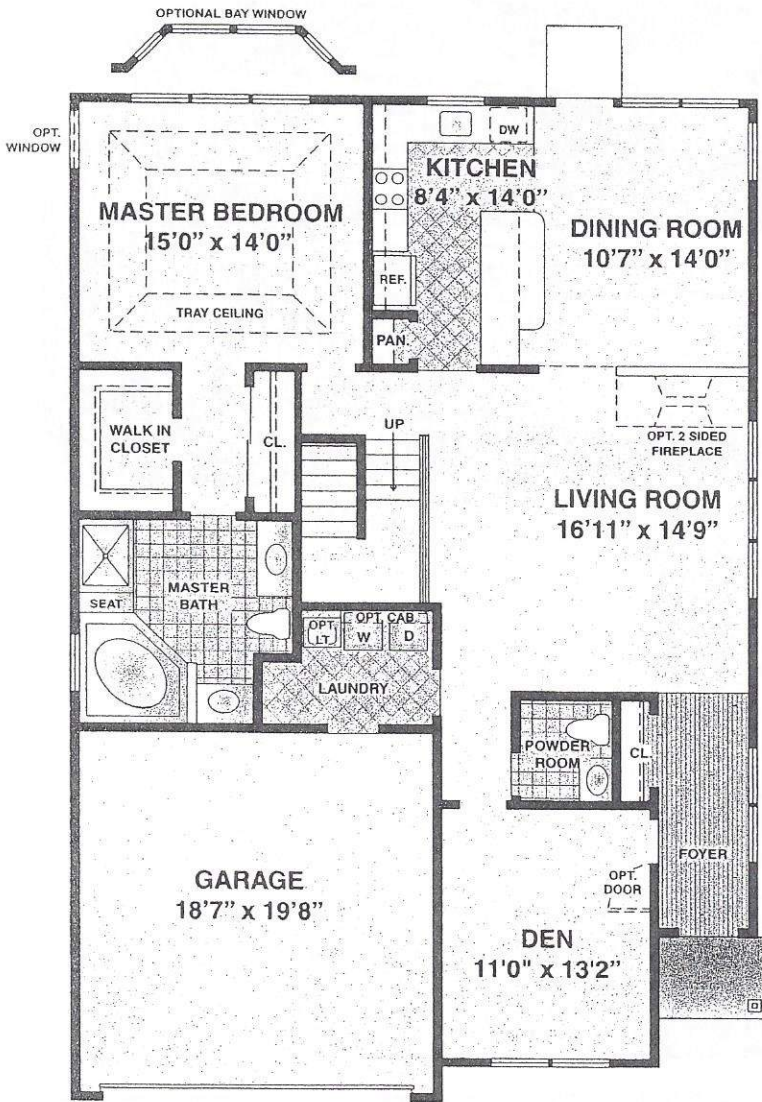 OPTIONAL BAY WINDOW
OPT.
WINDOW
DW
KITCHEN
8'4" x 14'0"
MASTER BEDROOM
15'0" x 14'0"
DINING ROOM
10'7" x 14'0"
REF.
TRAY CEILING
PAN.
WALK IN
CLOSET
CL.
UP
OPT. 2 SIDED
FIREPLACE
LIVING ROOM
16'11" x 14'9"
MASTER
BATH
SEAT
OPT. CAB
OPT.
LT
W
D
LAUNDRY
POWDER
ROOM
CL
FOYER
OPT.
DOOR
GARAGE
18'7" x 19'8"
DEN
11'0" x 13'2"